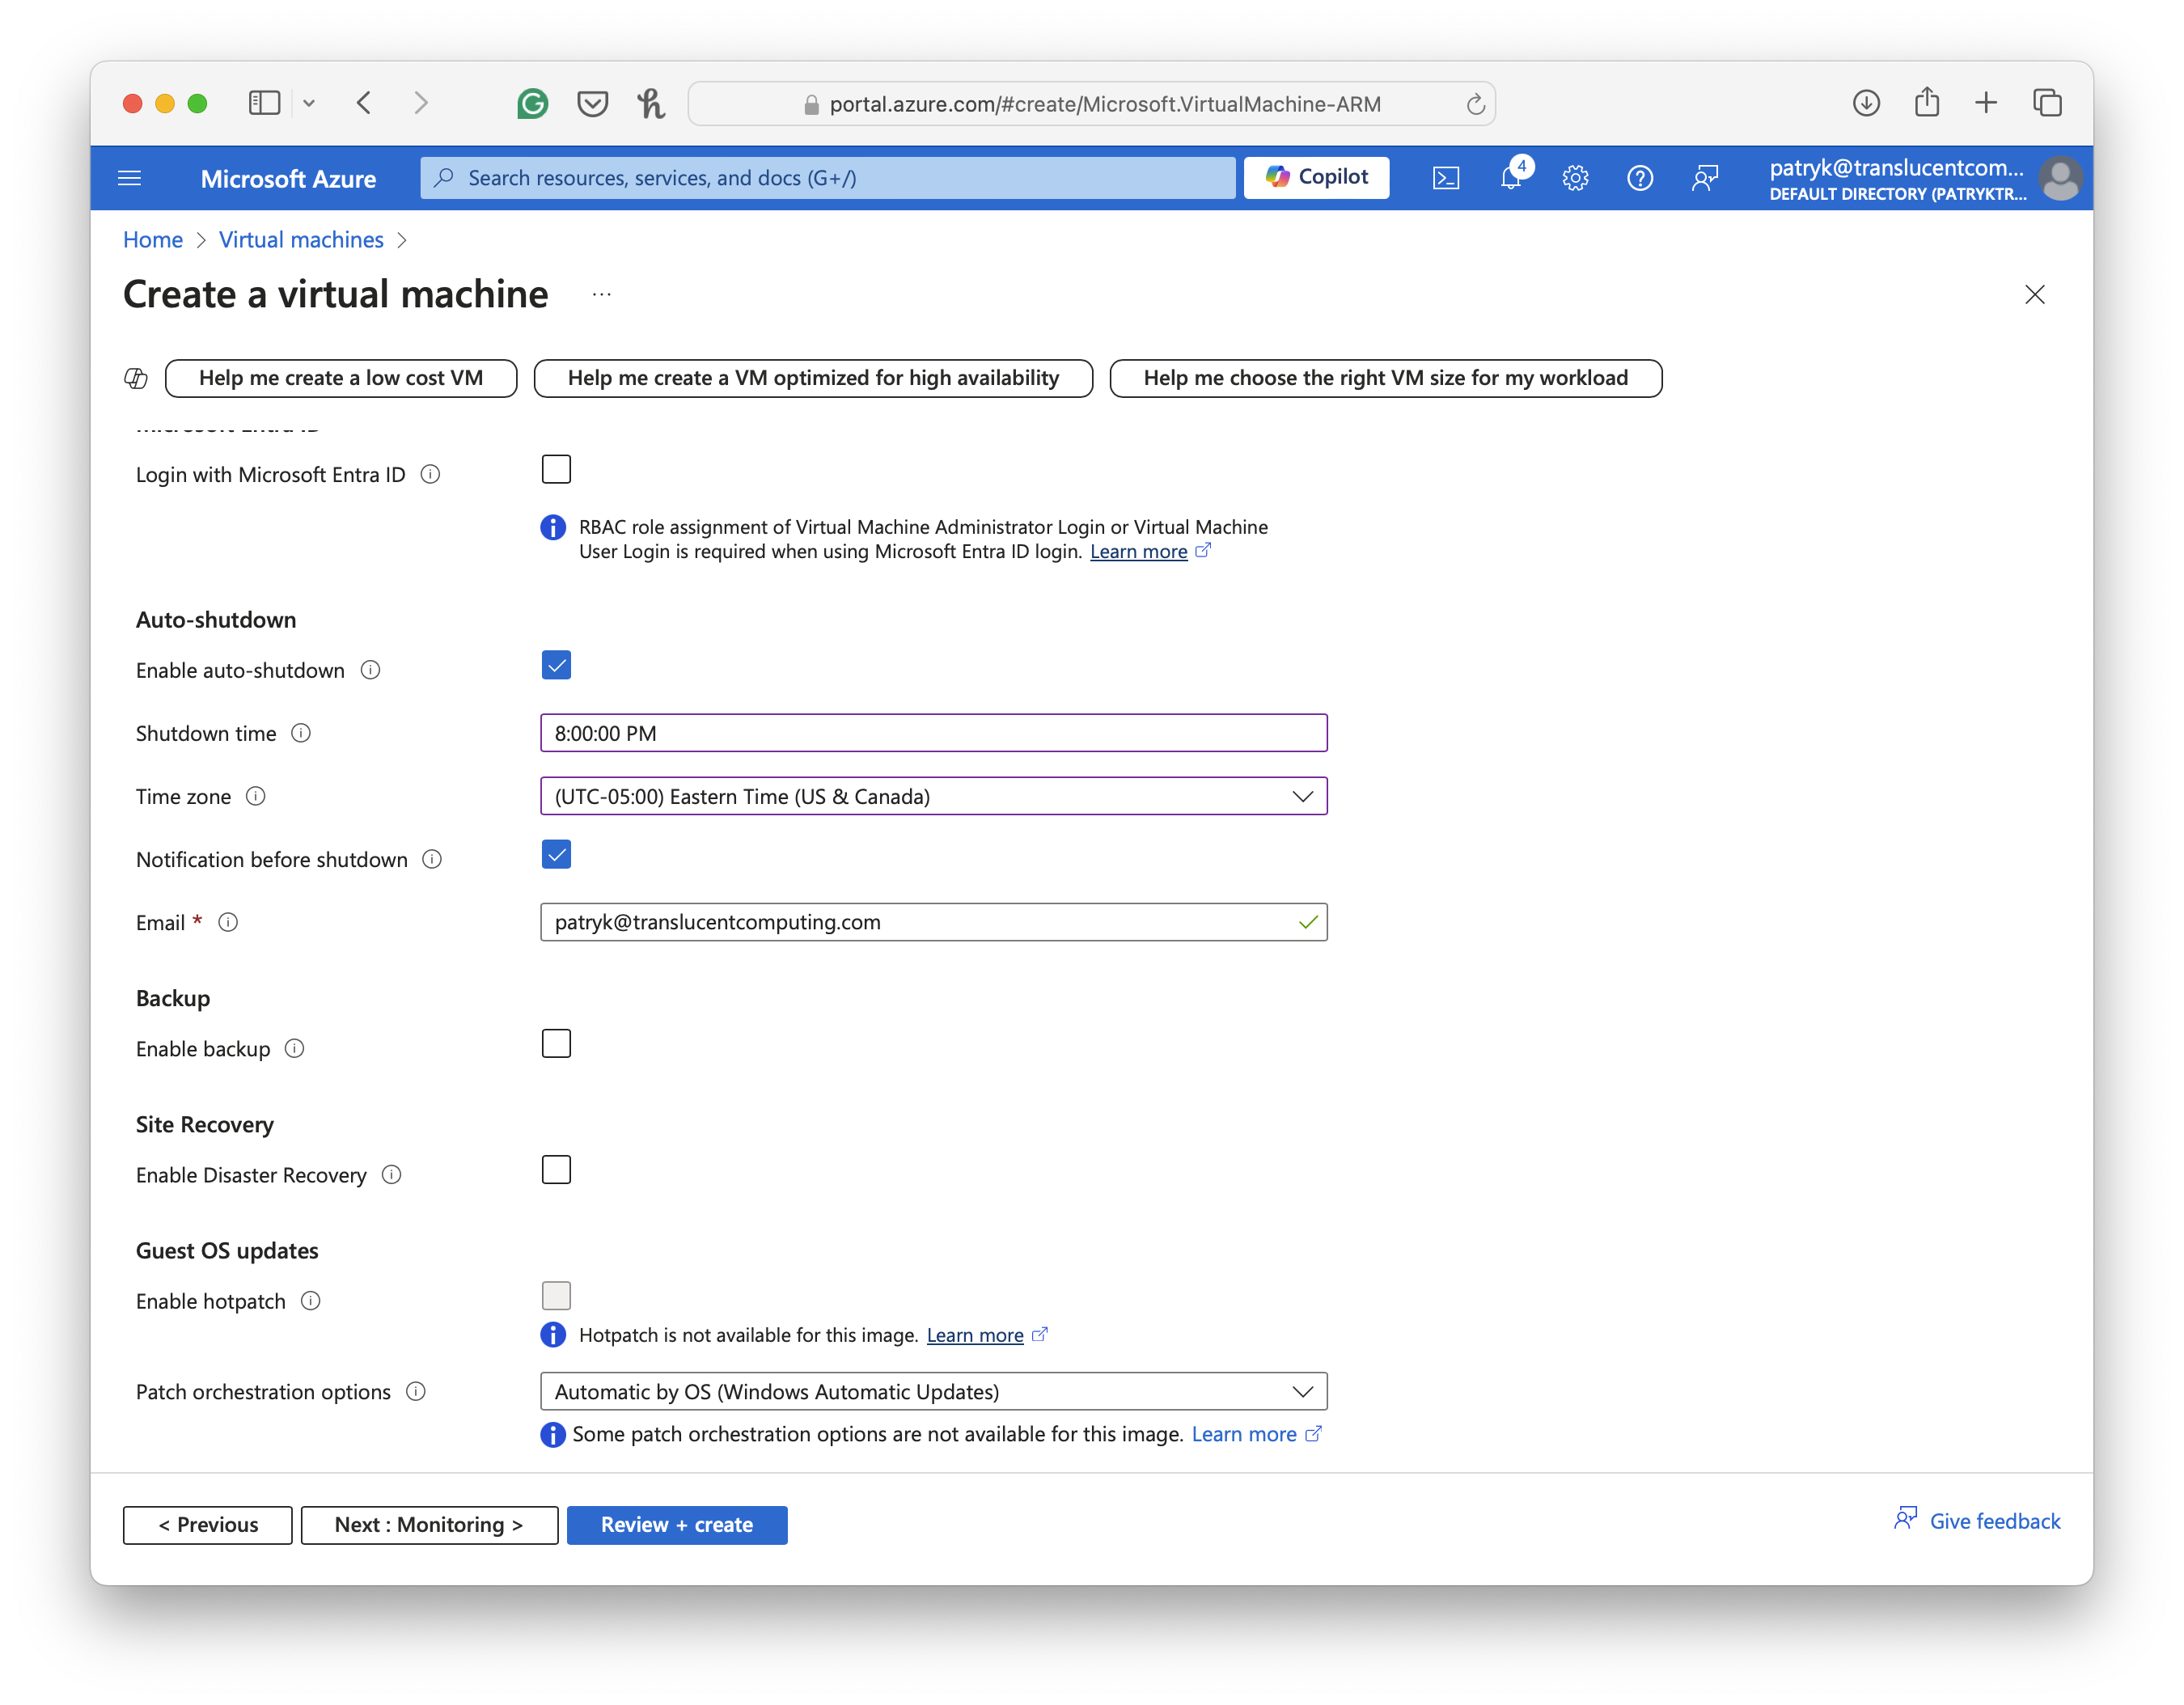 portal.azure.com/#create/Microsoft.VirtualMachine-ARM
Microsoft Azure
Search resources, services, and docs (G+/)
Copilot
4
patryk@translucentcom...
DEFAULT DIRECTORY (PATRYKTR...
Home > Virtual machines >
Create a virtual machine ...
Help me create a low cost VM
Help me create a VM optimized for high availability
Help me choose the right VM size for my workload
Microsoft Entra ID
Login with Microsoft Entra ID
RBAC role assignment of Virtual Machine Administrator Login or Virtual Machine
User Login is required when using Microsoft Entra ID login. Learn more
Auto-shutdown
Enable auto-shutdown
Shutdown time
8:00:00 PM
Time zone
(UTC-05:00) Eastern Time (US & Canada)
Notification before shutdown
Email *
patryk@translucentcomputing.com
Backup
Enable backup
Site Recovery
Enable Disaster Recovery
Guest OS updates
Enable hotpatch
Hotpatch is not available for this image. Learn more
Patch orchestration options
Automatic by OS (Windows Automatic Updates)
Some patch orchestration options are not available for this image. Learn more
< Previous
Next : Monitoring >
Review + create
Give feedback